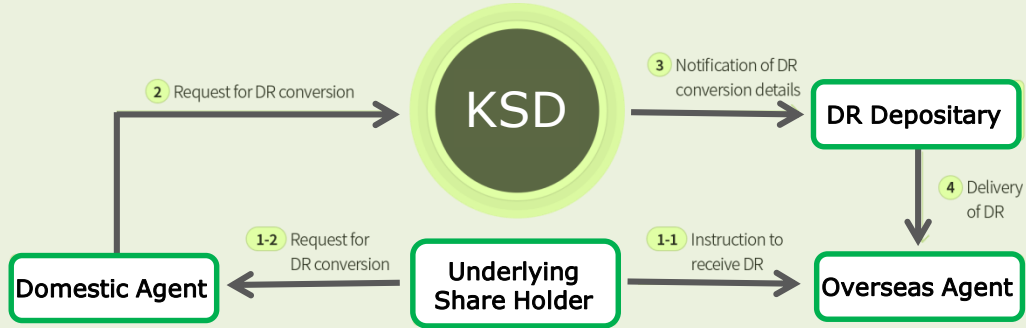 2 Request for DR conversion
KSD
3 Notification of DR
conversion details
DR Depositary
4 Delivery
of DR
1-2 Request for
DR conversion
1-1 Instruction to
receive DR
Domestic Agent
Underlying
Share Holder
Overseas Agent